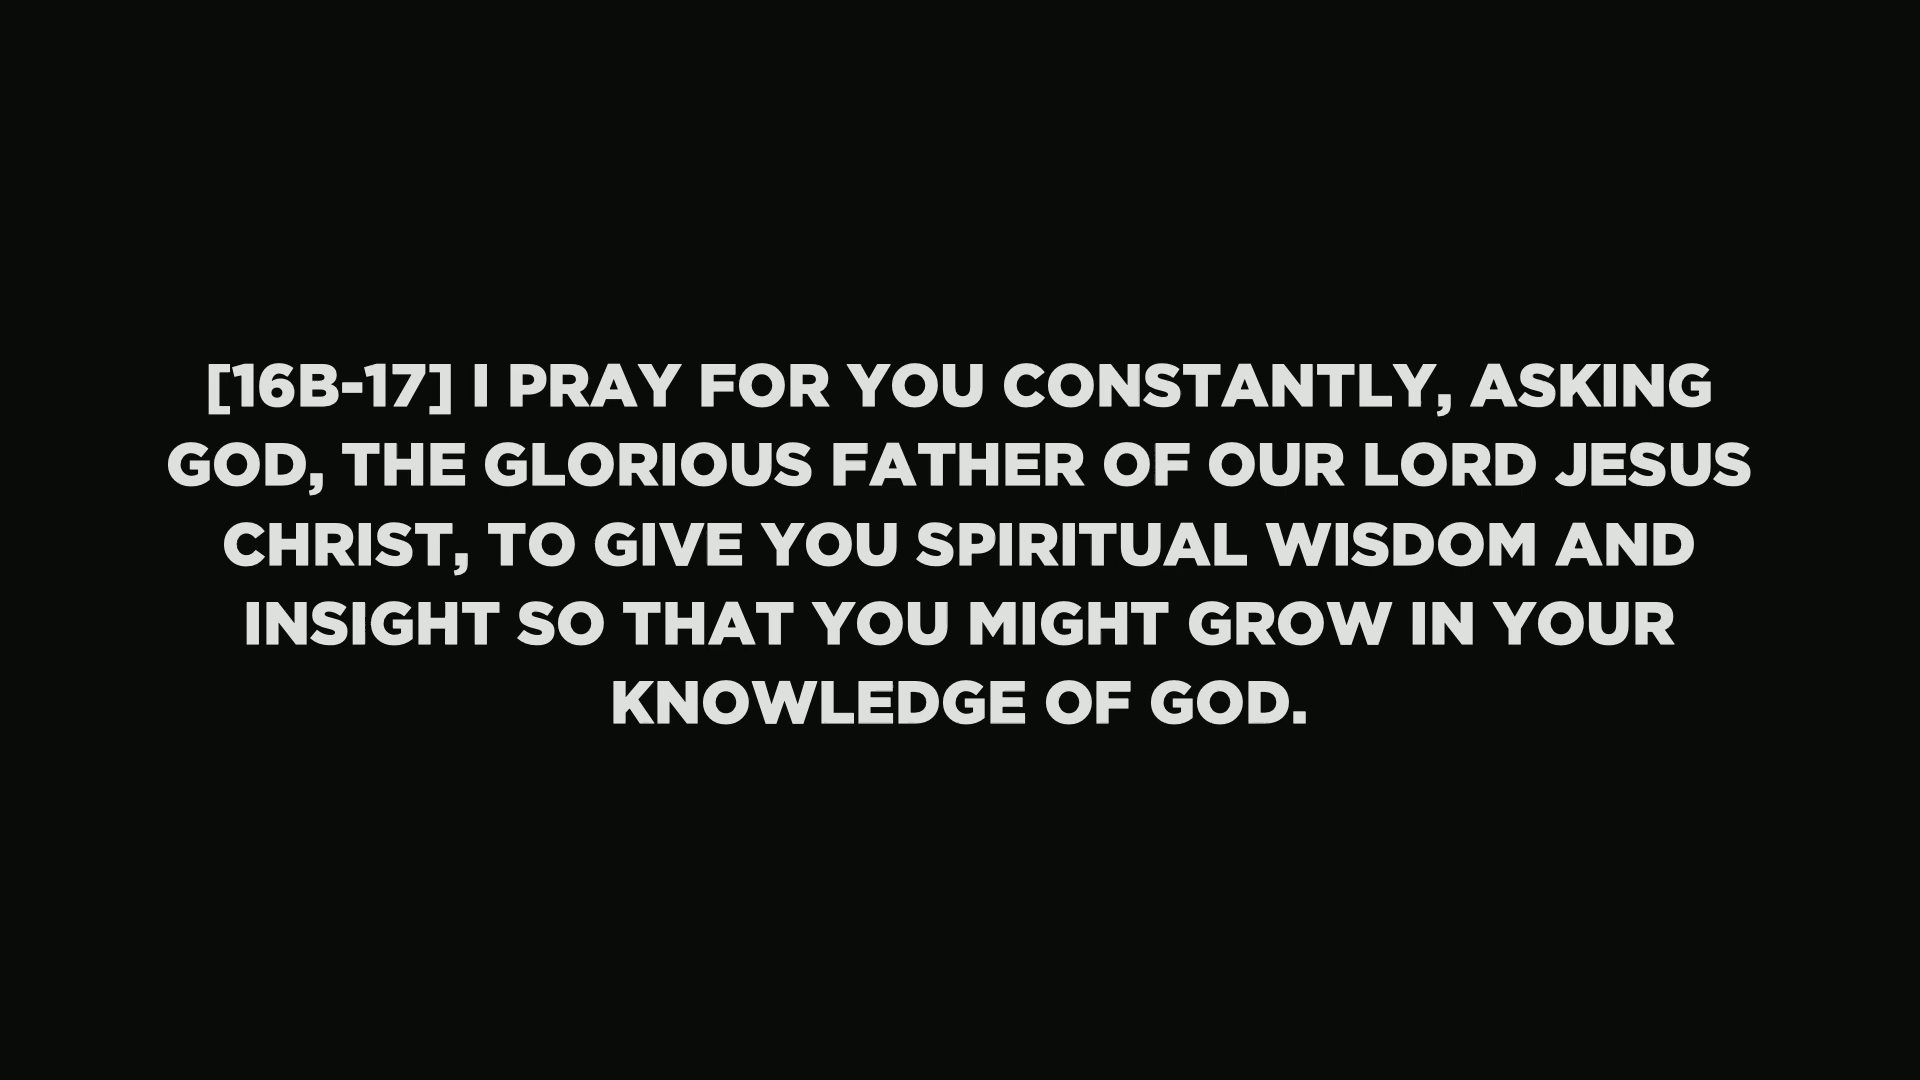 [16B-17] I PRAY FOR YOU CONSTANTLY, ASKING
GOD, THE GLORIOUS FATHER OF OUR LORD JESUS
CHRIST, TO GIVE YOU SPIRITUAL WISDOM AND
INSIGHT SO THAT YOU MIGHT GROW IN YOUR
KNOWLEDGE OF GOD.